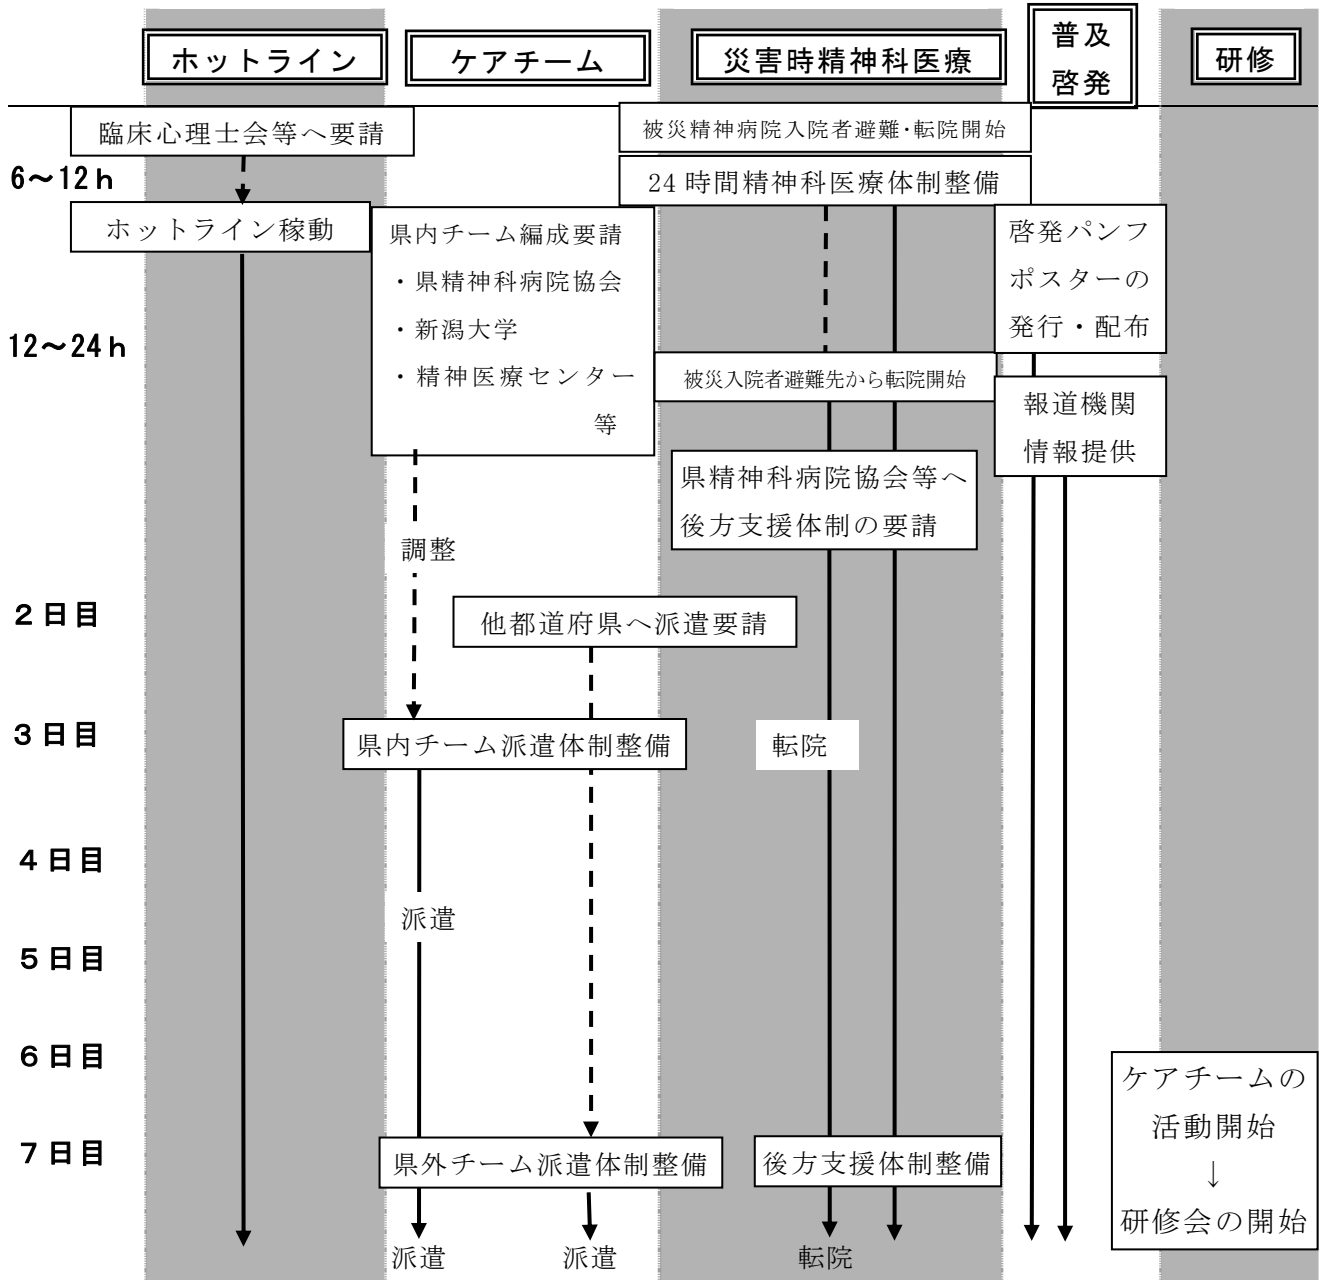 ホットライン
ケアチーム
災害時精神科医療
普及
啓発
研修
臨床心理士会等へ要請
被災精神病院入院者避難・転院開始
6～12h
24時間精神科医療体制整備
ホットライン稼動
県内チーム編成要請
・県精神科病院協会
・新潟大学
・精神医療センター
等
啓発パンフ
ポスターの
発行・配布
12～24h
被災入院者避難先から転院開始
報道機関
情報提供
県精神科病院協会等へ
後方支援体制の要請
調整
2日目
他都道府県へ派遣要請
3日目
県内チーム派遣体制整備
転院
4日目
派遣
5日目
6日目
ケアチームの
活動開始
↓
研修会の開始
7日目
県外チーム派遣体制整備
後方支援体制整備
派遣
派遣
転院